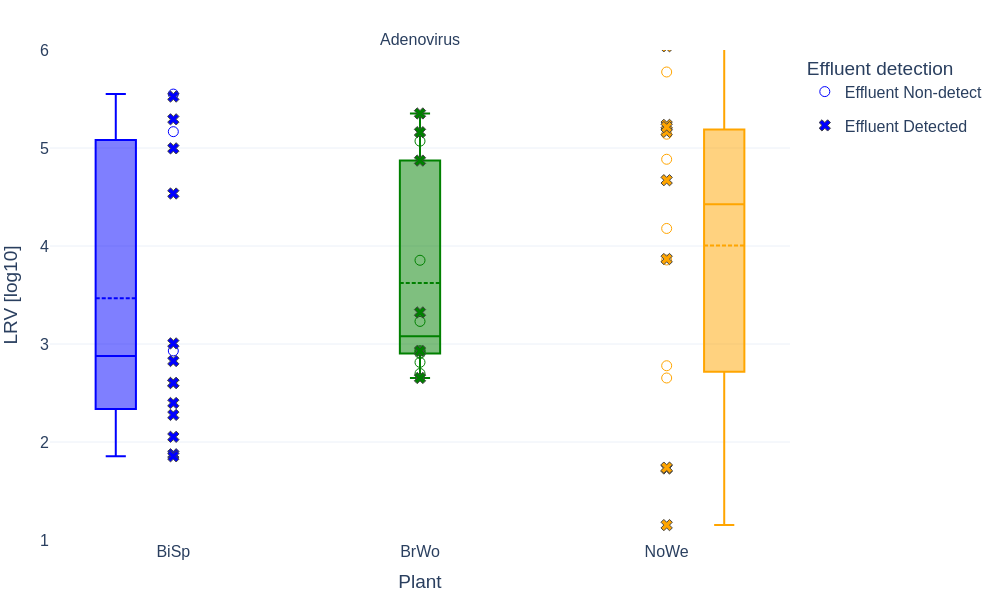 Adenovirus
6
5
4
3
2
1
LRV [log10]
BiSp
BrWo
NoWe
Plant
Effluent detection
Effluent Non-detect
Effluent Detected